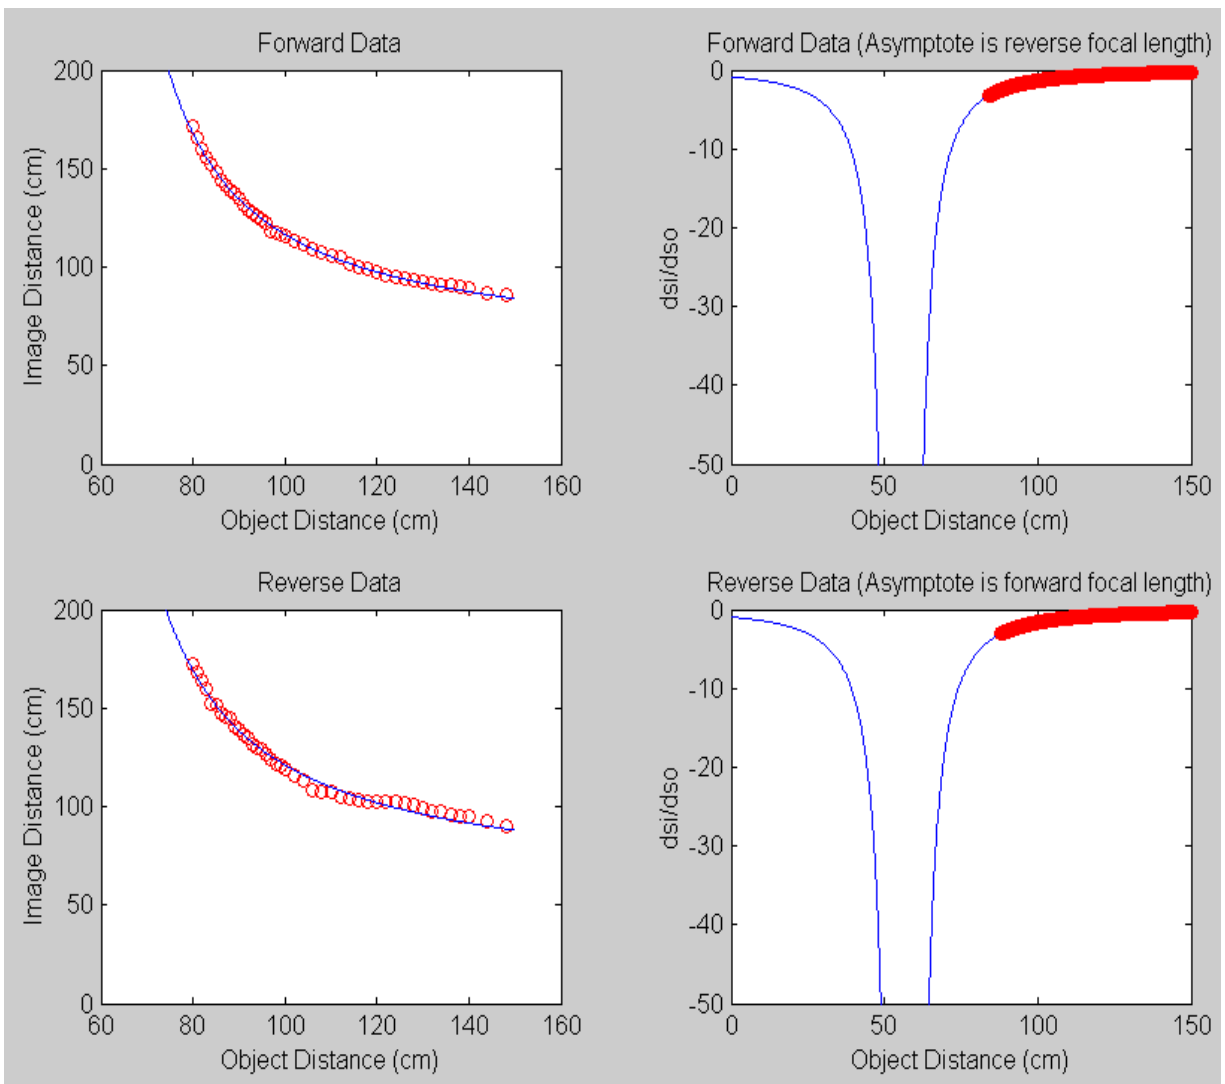 Forward Data
200
150
100
50
0
60 80 100 120 140 160
Image Distance (cm)
Object Distance (cm)
Forward Data (Asymptote is reverse focal length)
0
-10
-20
-30
-40
-50
0 50 100 150
dsi/dso
Object Distance (cm)
Reverse Data
200
150
100
50
0
60 80 100 120 140 160
Image Distance (cm)
Object Distance (cm)
Reverse Data (Asymptote is forward focal length)
0
-10
-20
-30
-40
-50
0 50 100 150
dsi/dso
Object Distance (cm)